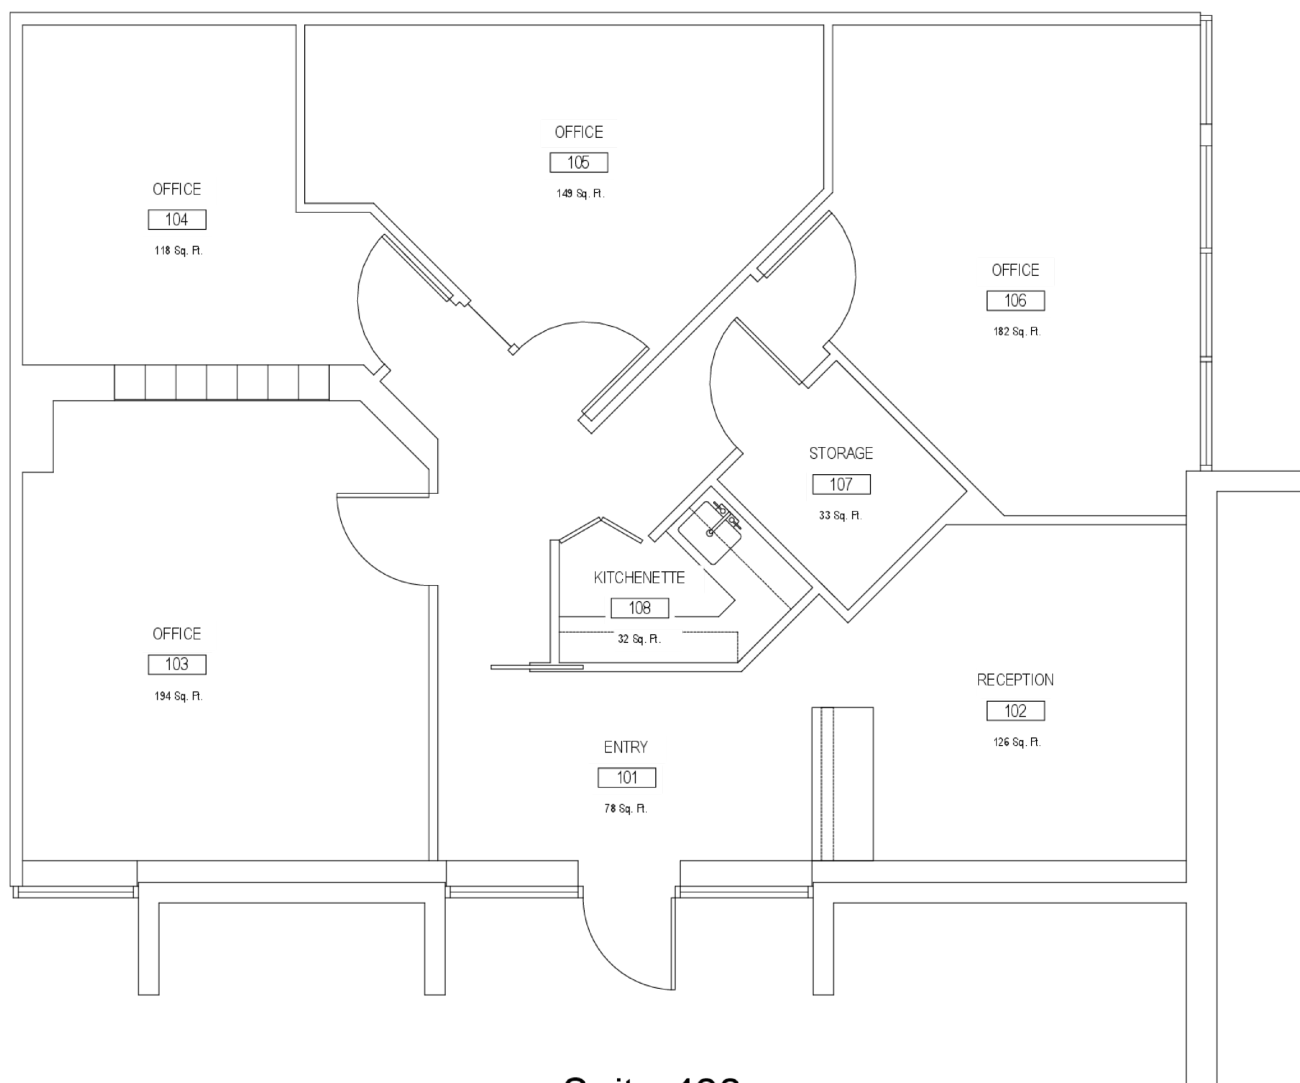 OFFICE
105
149 Sq. Ft.
OFFICE
104
118 Sq. Ft.
OFFICE
106
182 Sq. Ft.
STORAGE
107
33 Sq. Ft.
KITCHENETTE
108
32 Sq. Ft.
OFFICE
103
194 Sq. Ft.
RECEPTION
102
126 Sq. Ft.
ENTRY
101
78 Sq. Ft.